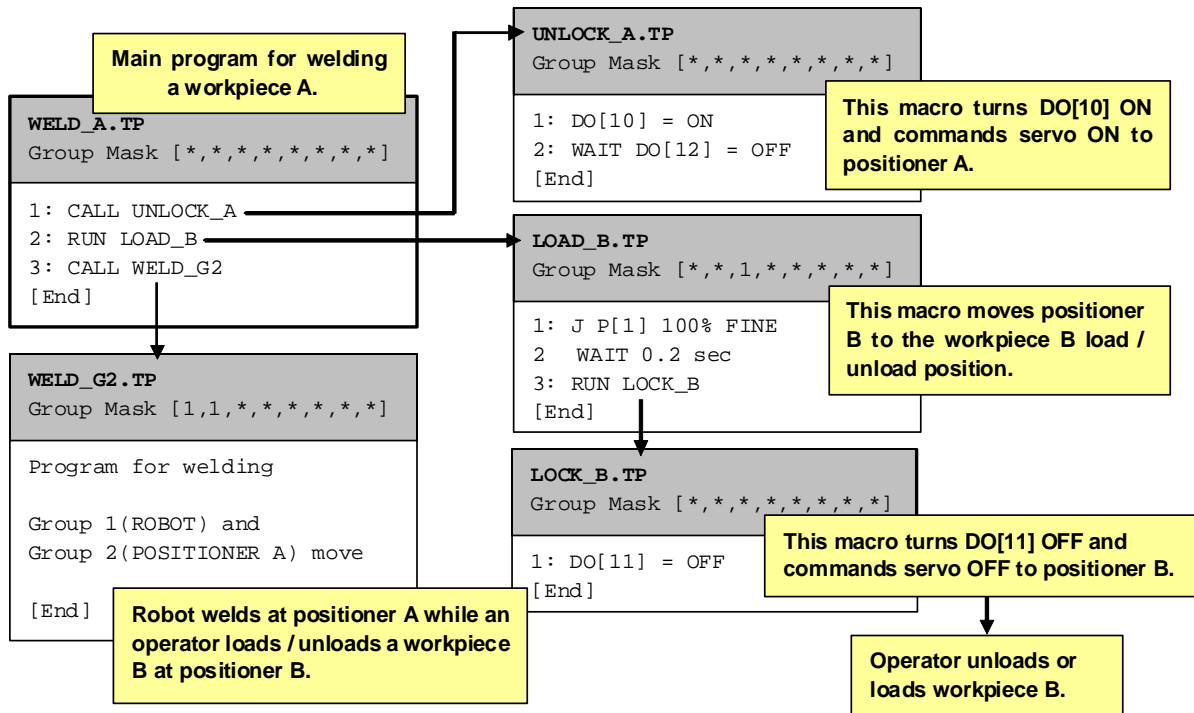 Main program for welding
a workpiece A.
WELD_A.TP
Group Mask [*,*,*,*,*,*,*,*]
1: CALL UNLOCK_A
2: RUN LOAD_B
3: CALL WELD_G2
[End]
UNLOCK_A.TP
Group Mask [*,*,*,*,*,*,*,*]
1: DO[10] = ON
2: WAIT DO[12] = OFF
[End]
This macro turns DO[10] ON
and commands servo ON to
positioner A.
LOAD_B.TP
Group Mask [*,*,1,*,*,*,*,*]
1: J P[1] 100% FINE
2 WAIT 0.2 sec
3: RUN LOCK_B
[End]
This macro moves positioner
B to the workpiece B load /
unload position.
WELD_G2.TP
Group Mask [1,1,*,*,*,*,*,*]
Program for welding
Group 1(ROBOT) and
Group 2(POSITIONER A) move
[End]
Robot welds at positioner A while an
operator loads / unloads a workpiece
B at positioner B.
LOCK_B.TP
Group Mask [*,*,*,*,*,*,*,*]
1: DO[11] = OFF
[End]
This macro turns DO[11] OFF and
commands servo OFF to positioner B.
Operator unloads or
loads workpiece B.